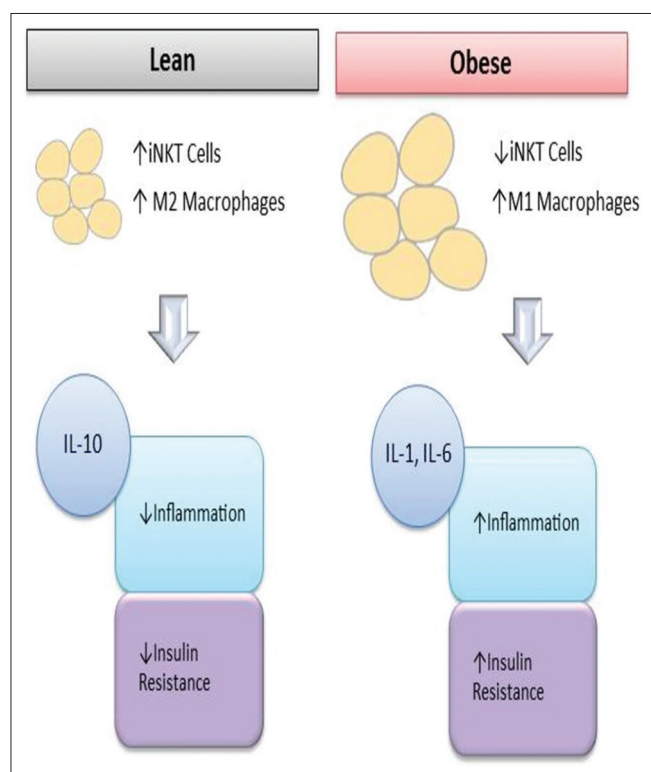 Lean
↑iNKT Cells
↑ M2 Macrophages
IL-10
↓Inflammation
↓Insulin
Resistance
Obese
↓iNKT Cells
↑M1 Macrophages
IL-1, IL-6
↑Inflammation
↑Insulin
Resistance